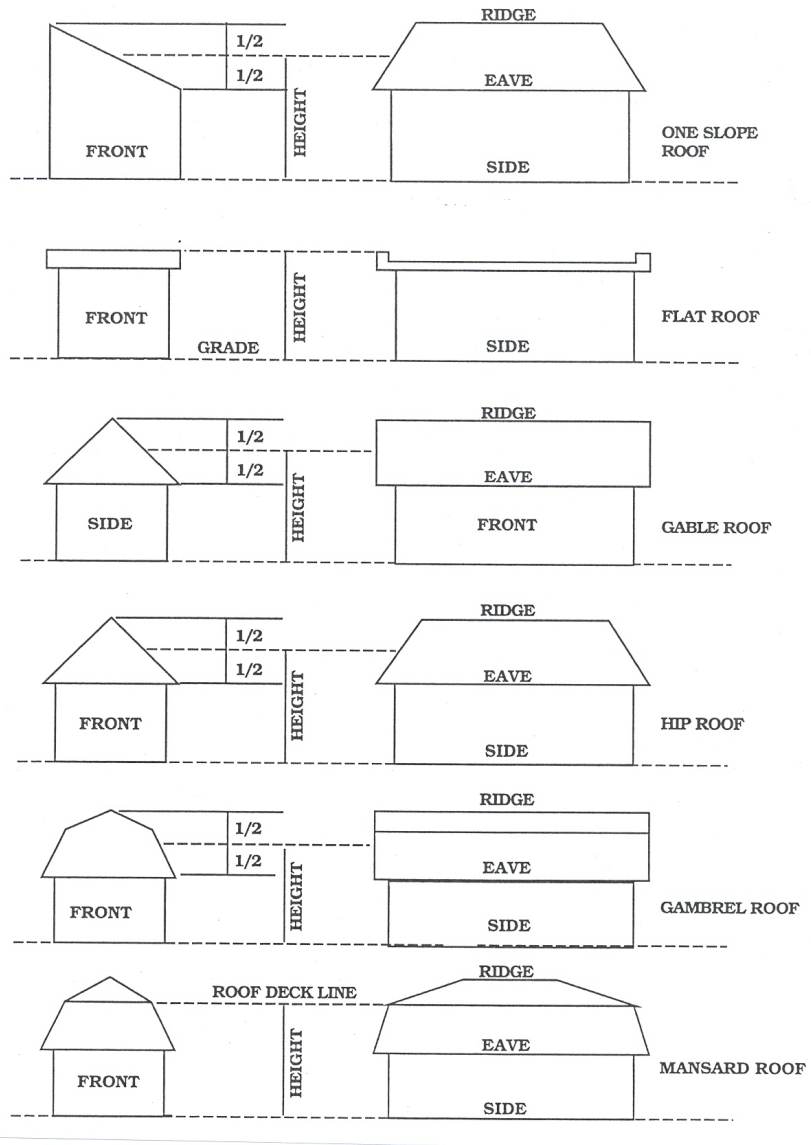 RIDGE
1/2
1/2
EAVE
HEIGHT
FRONT
SIDE
ONE SLOPE
ROOF
HEIGHT
FRONT
GRADE
SIDE
FLAT ROOF
RIDGE
1/2
1/2
EAVE
HEIGHT
SIDE
FRONT
GABLE ROOF
RIDGE
1/2
1/2
EAVE
HEIGHT
FRONT
SIDE
HIP ROOF
RIDGE
1/2
1/2
EAVE
HEIGHT
FRONT
SIDE
GAMBREL ROOF
RIDGE
ROOF DECK LINE
HEIGHT
EAVE
FRONT
SIDE
MANSARD ROOF